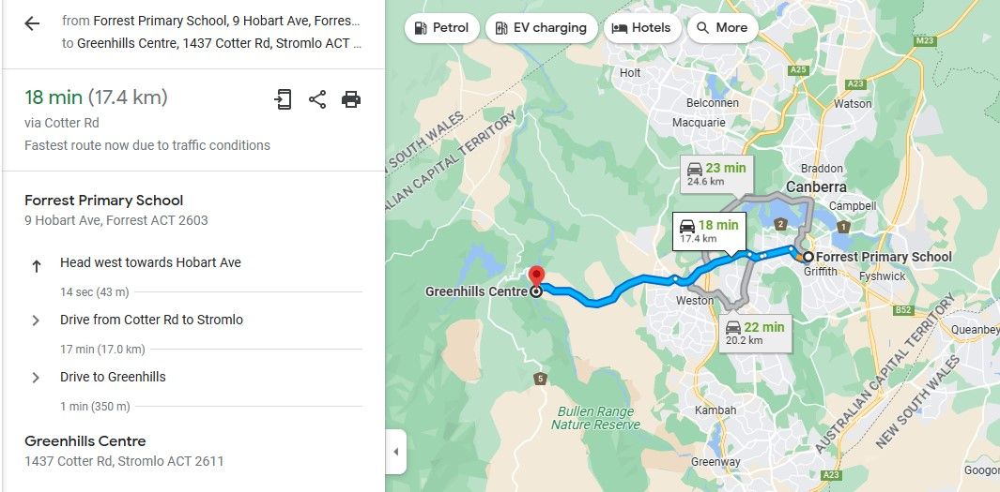 from Forrest Primary School, 9 Hobart Ave, Forres...
to Greenhills Centre, 1437 Cotter Rd, Stromlo ACT ...
18 min (17.4 km)
via Cotter Rd
Fastest route now due to traffic conditions
Forrest Primary School
9 Hobart Ave, Forrest ACT 2603
Head west towards Hobart Ave
14 sec (43 m)
Drive from Cotter Rd to Stromlo
17 min (17.0 km)
Drive to Greenhills
1 min (350 m)
Greenhills Centre
1437 Cotter Rd, Stromlo ACT 2611
Petrol
EV charging
Hotels
More
M23
Holt
A25
A23
Belconnen
Watson
Macquarie
SOUTH WALES
ALIAN CAPITAL TERRITORY
Braddon
23 min
24.6 km
Canberra
Campbell
18 min
17.4 km
2
1
Forrest Primary School
Griffith
Fyshwick
Greenhills Centre
Weston
B52
22 min
20.2 km
Queanbey
AUSTRALIAN CAPITAL TERRITORY
NEW SOUTH WALES
5
Bullen Range
Nature Reserve
Kambah
Greenway
A23
Googor